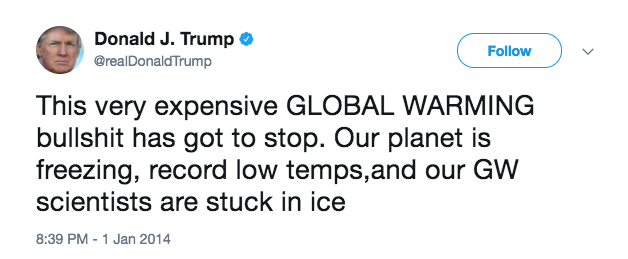 Donald J. Trump
@realDonaldTrump
Follow
This very expensive GLOBAL WARMING
bullshit has got to stop. Our planet is
freezing, record low temps,and our GW
scientists are stuck in ice
8:39 PM - 1 Jan 2014